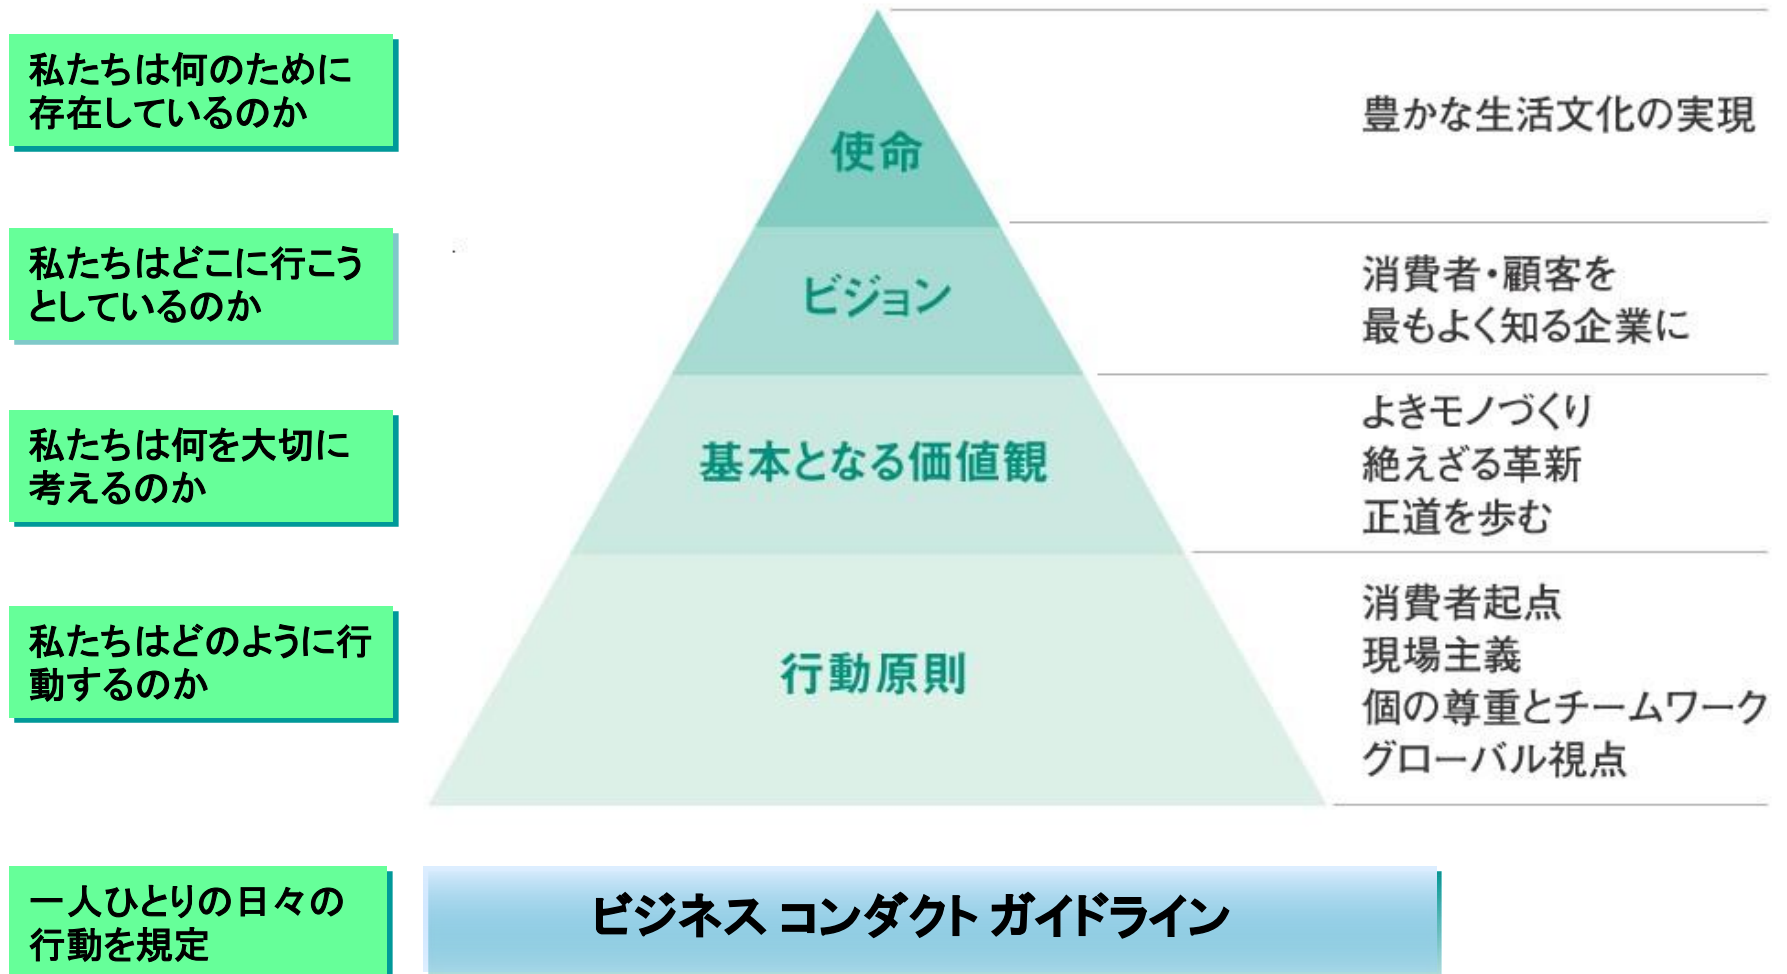 私たちは何のために
存在しているのか
使命
豊かな生活文化の実現
私たちはどこに行こう
としているのか
ビジョン
消費者・顧客を
最もよく知る企業に
私たちは何を大切に
考えるのか
基本となる価値観
よきモノづくり
絶えざる革新
正道を歩む
私たちはどのように行
動するのか
行動原則
消費者起点
現場主義
個の尊重とチームワーク
グローバル視点
一人ひとりの日々の
行動を規定
ビジネス コンダクト ガイドライン